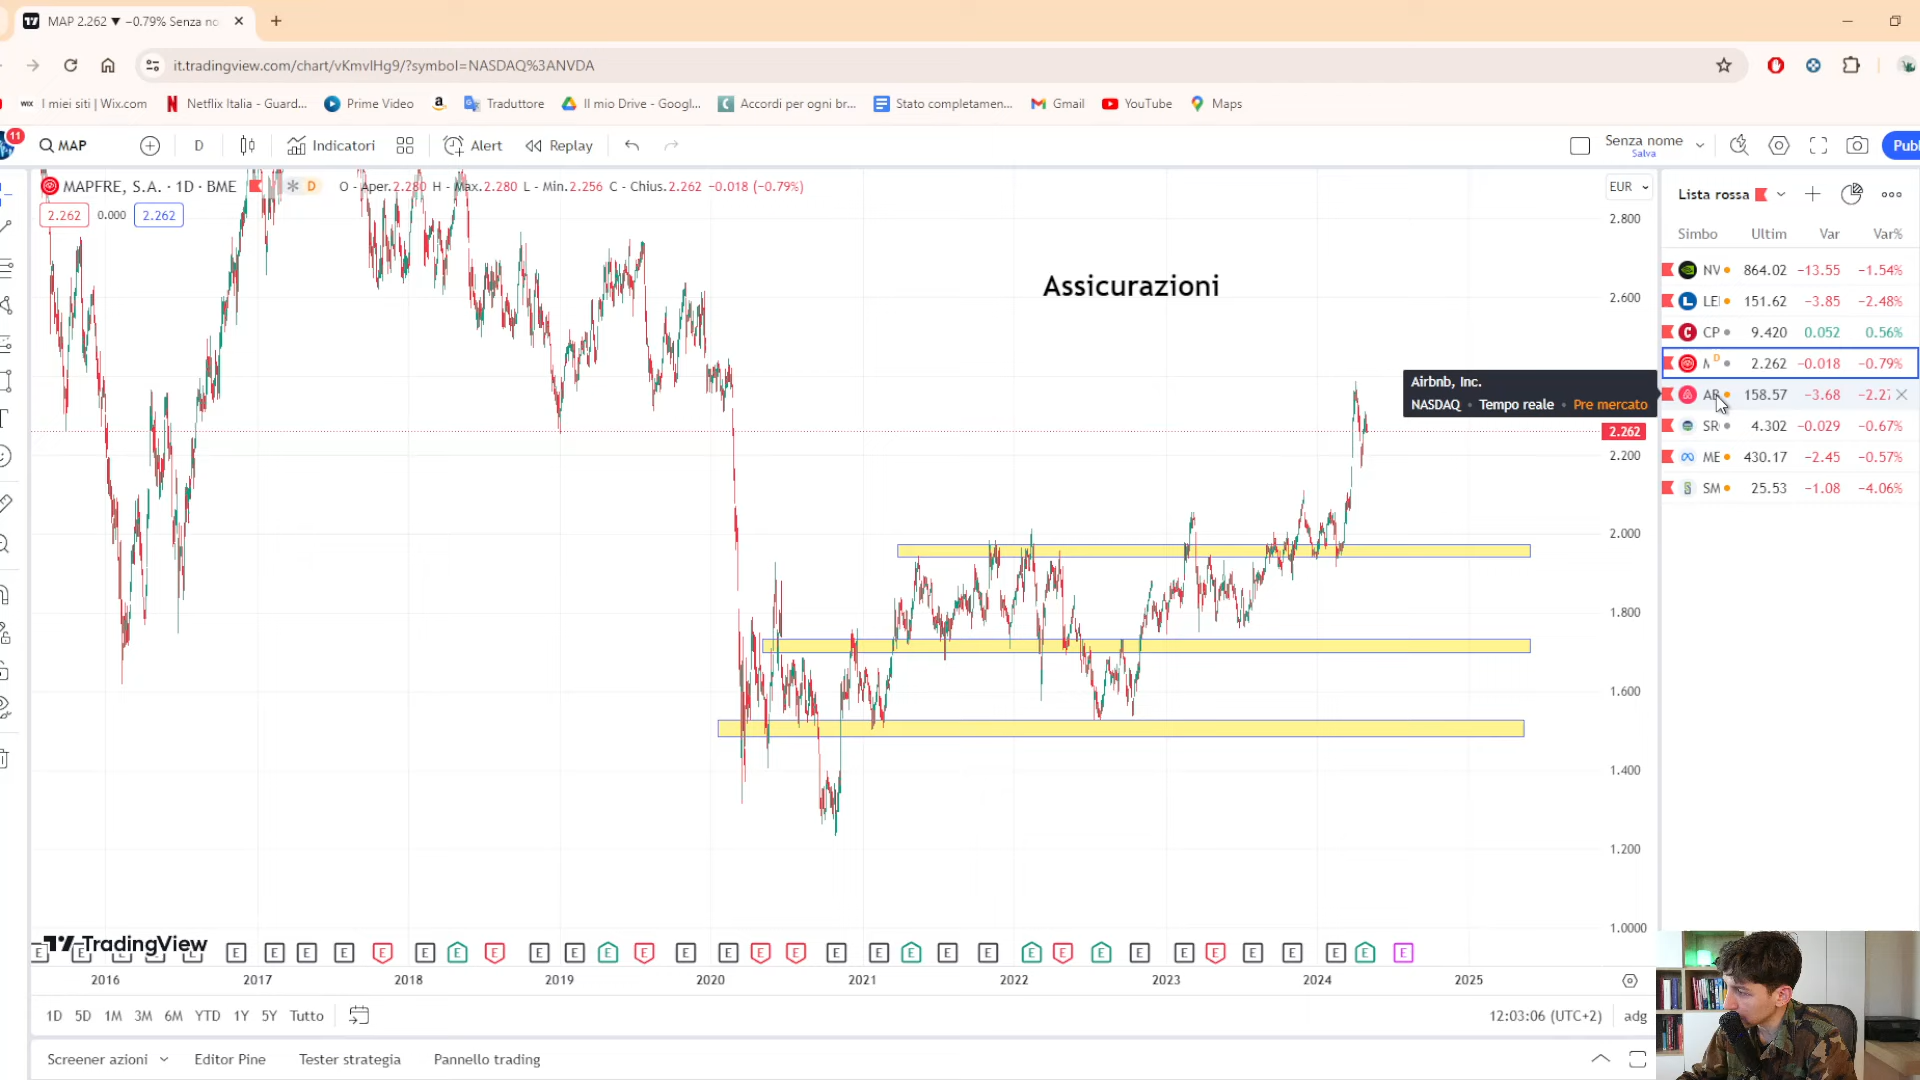 MAP 2.262 ▼ −0.79% Senza no
it.tradingview.com/chart/vKmvlHg9/?symbol=NASDAQ%3ANVDA
WIX I miei siti | Wix.com Netflix Italia - Guard... Prime Video Traduttore Il mio Drive - Googl... Accordi per ogni br... Stato completamen... Gmail YouTube Maps
11 MAP D Indicatori Alert Replay Senza nome Salva Publ
MAPFRE, S.A. · 1D · BME D O - Aper.2.280 H - Max.2.280 L - Min.2.256 C - Chius.2.262 −0.018 (−0.79%)
2.262 0.000 2.262
EUR
2.800
2.600
2.262
2.200
2.000
1.800
1.600
1.400
1.200
1.0000
Assicurazioni
Airbnb, Inc.
NASDAQ • Tempo reale • Pre mercato
Lista rossa
Simbo Ultim Var Var%
NV 864.02 −13.55 −1.54%
LE 151.62 −3.85 −2.48%
CP 9.420 0.052 0.56%
D 2.262 −0.018 −0.79%
AB 158.57 −3.68 −2.27
SR 4.302 −0.029 −0.67%
ME 430.17 −2.45 −0.57%
SM 25.53 −1.08 −4.06%
TradingView
E E E E E E E E E E E E E E E E E E E E E E E E E E E E E E E E E E E E E
2016 2017 2018 2019 2020 2021 2022 2023 2024 2025
1D 5D 1M 3M 6M YTD 1Y 5Y Tutto 12:03:06 (UTC+2) adg
Screener azioni Editor Pine Tester strategia Pannello trading